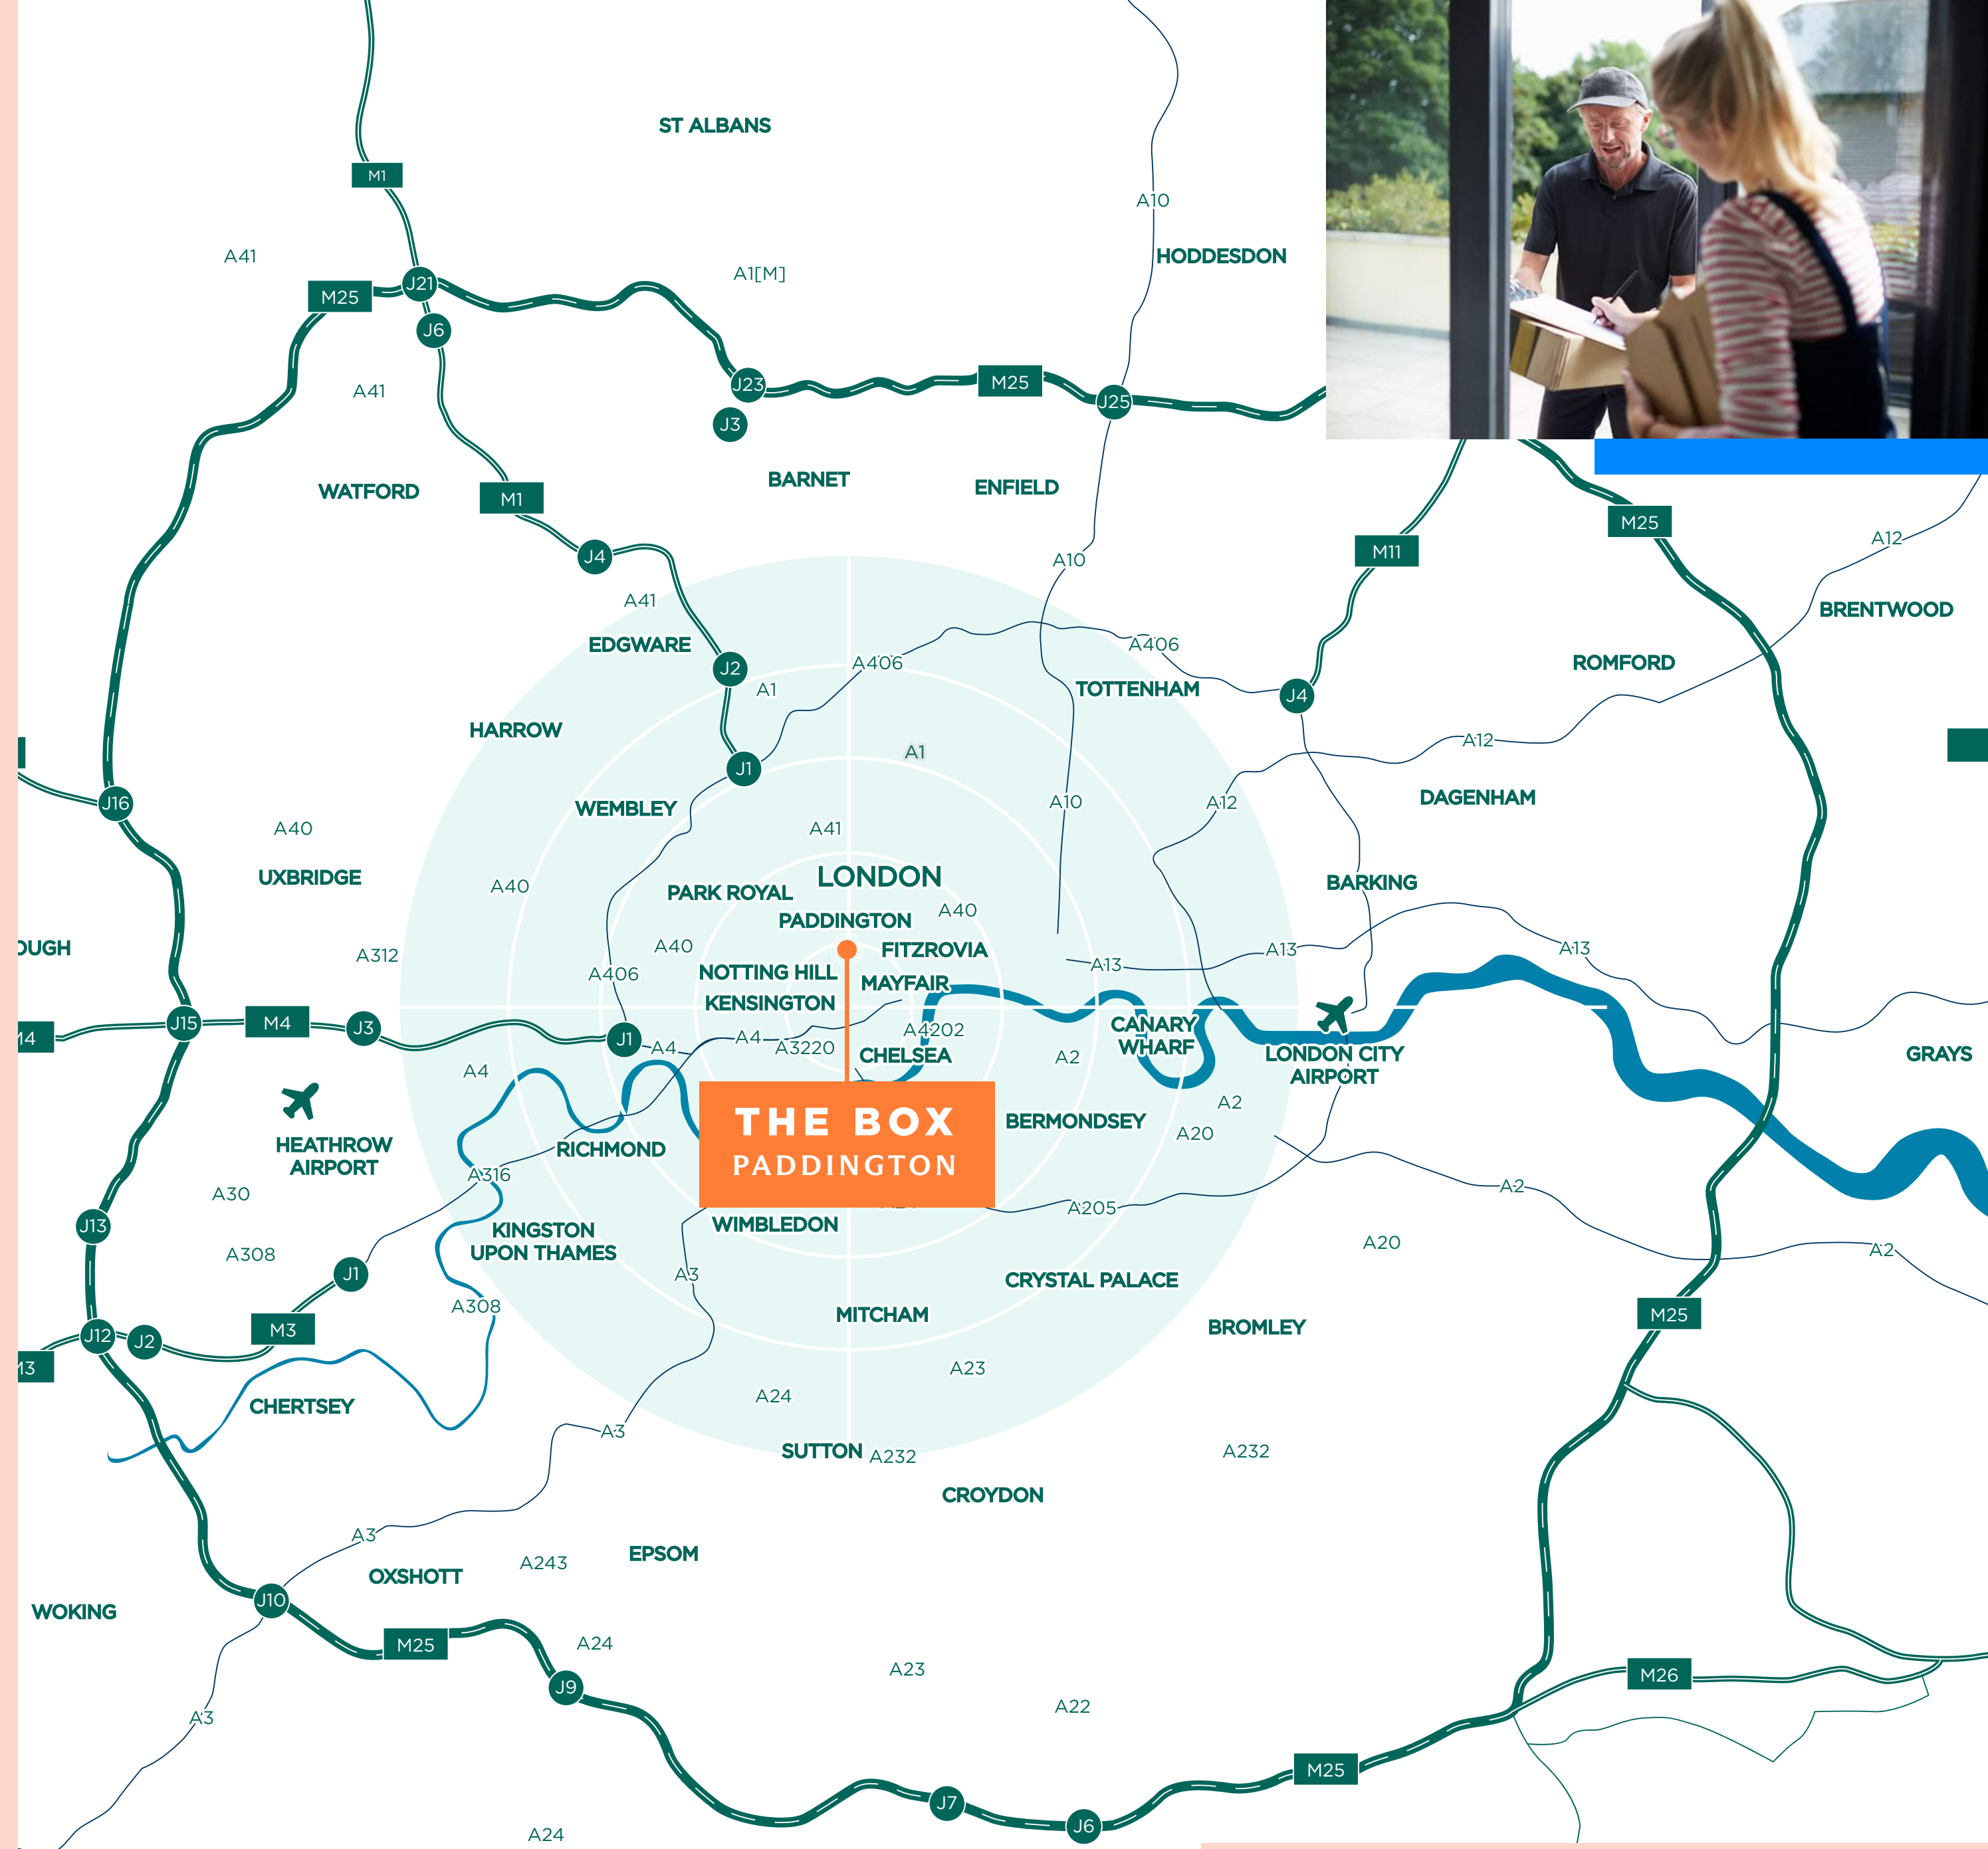 ST ALBANS
M1
A10
A41
HODDESDON
A1[M]
J21
M25
J6
M25
J23
A41
J25
J3
BARNET
ENFIELD
WATFORD
M1
M25
A12
M11
J4
A10
A41
BRENTWOOD
EDGWARE
A406
A406
ROMFORD
J2
A1
TOTTENHAM
J4
HARROW
A12
A1
J1
DAGENHAM
J16
WEMBLEY
A10
A12
A40
A41
UXBRIDGE
LONDON
BARKING
A40
PARK ROYAL
A40
PADDINGTON
OUGH
A40
FITZROVIA
A13
A13
A312
A13
A406
NOTTING HILL
MAYFAIR
KENSINGTON
J15
M4
J3
CANARY
WHARF
A4202
M4
J1
A4
A4
A3220
CHELSEA
A2
LONDON CITY
AIRPORT
GRAYS
A4
A2
THE BOX
PADDINGTON
BERMONDSEY
A20
HEATHROW
AIRPORT
RICHMOND
A316
A2
A30
A205
J13
WIMBLEDON
KINGSTON
UPON THAMES
A20
A2
A308
J1
A3
CRYSTAL PALACE
A308
M25
MITCHAM
BROMLEY
M3
J12
J2
M3
A23
A24
CHERTSEY
A3
SUTTON
A232
A232
CROYDON
A3
EPSOM
A243
OXSHOTT
J10
WOKING
M25
A24
A23
M26
J9
A22
A3
M25
J7
J6
A24